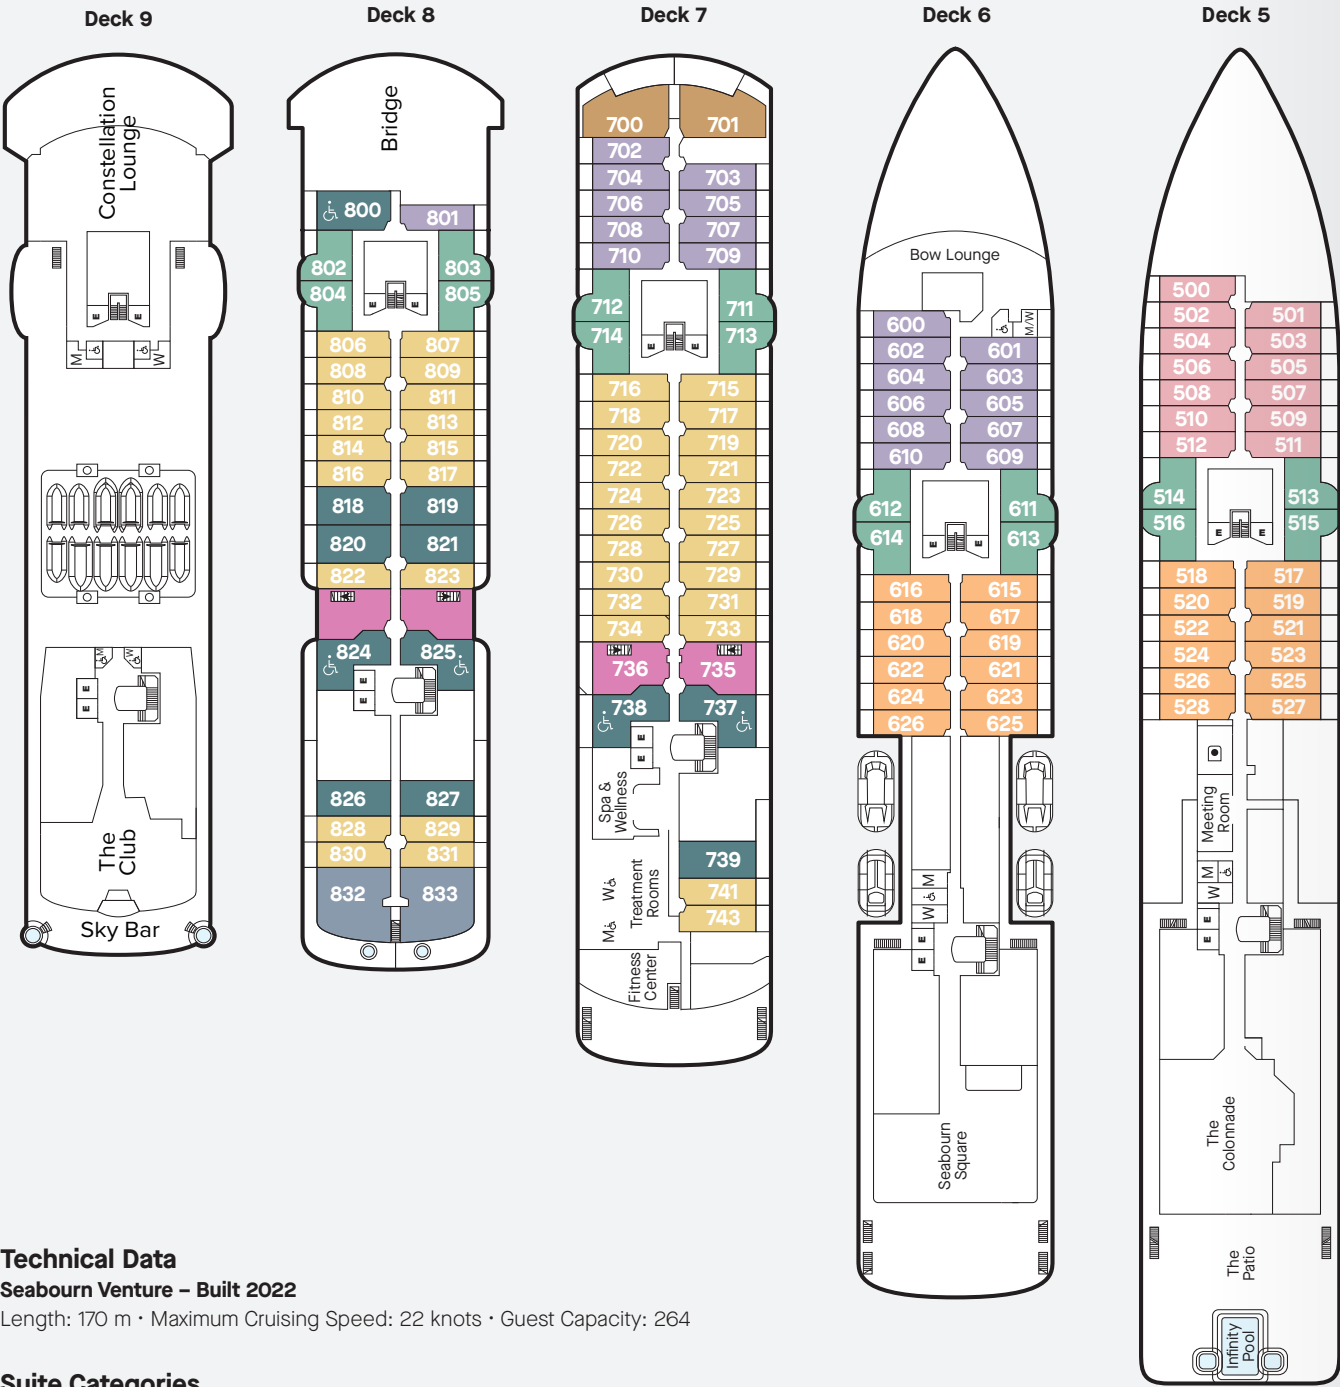 Deck 9
Deck 8
Deck 7
Deck 6
Deck 5
Constellation
Lounge
E
E
M
W
M
W
E
E
The
Club
Sky Bar
Bridge
800
801
802
803
804
805
E
E
806
807
808
809
810
811
812
813
814
815
816
817
818
819
820
821
822
823
824
825
E
E
826
827
828
829
830
831
832
833
700
701
702
704
703
706
705
708
707
710
709
712
711
714
713
E
E
716
715
718
717
720
719
722
721
724
723
726
725
728
727
730
729
732
731
734
733
736
735
738
737
E
E
Spa &
Wellness
739
741
743
Treatment
Rooms
W
M
Fitness
Center
Bow Lounge
M/W
600
602
601
604
603
606
605
608
607
610
609
612
611
614
613
E
E
616
615
618
617
620
619
622
621
624
623
626
625
M
W
E
E
Seabourn
Square
500
502
501
504
503
506
505
508
507
510
509
512
511
514
513
516
515
E
E
518
517
520
519
522
521
524
523
526
525
528
527
Meeting
Room
M
W
E
E
The
Colonnade
The
Patio
Infinity
Pool
Technical Data
Seabourn Venture – Built 2022
Length: 170 m • Maximum Cruising Speed: 22 knots • Guest Capacity: 264
Suite Categories